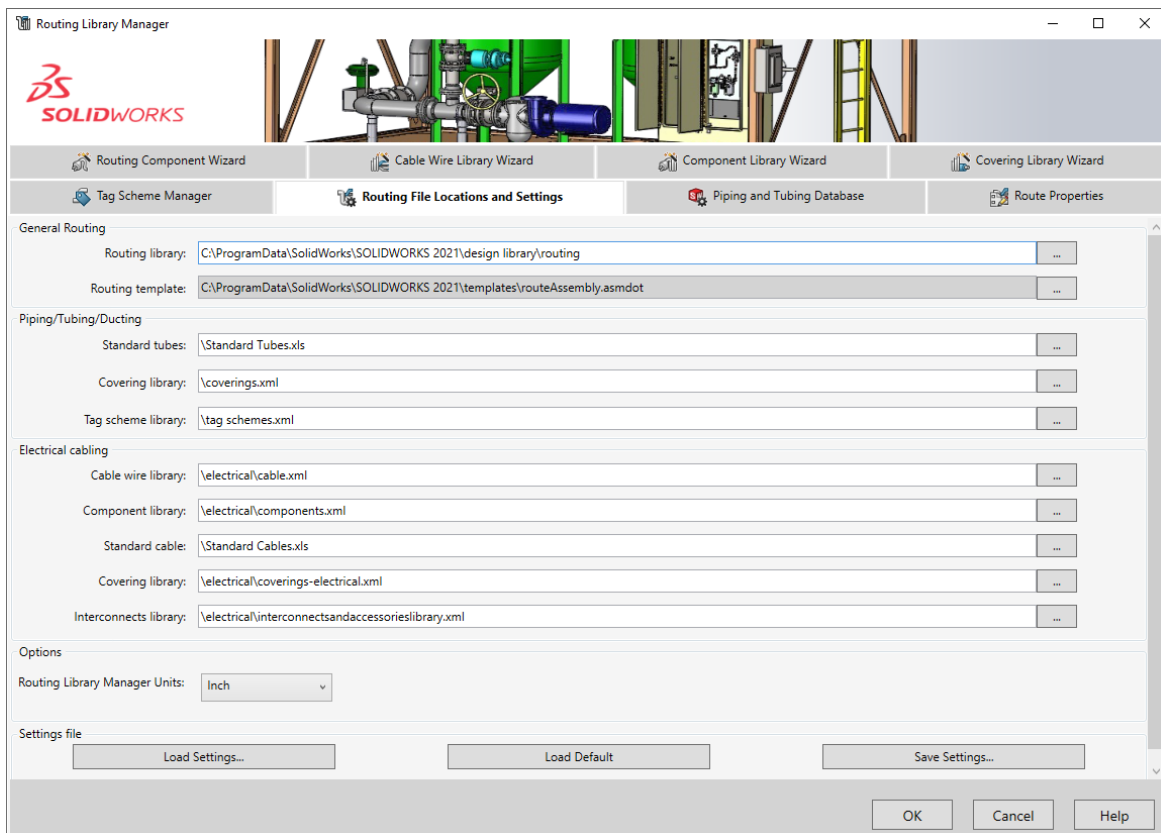 Routing Library Manager
SOLIDWORKS
Routing Component Wizard
Cable Wire Library Wizard
Component Library Wizard
Covering Library Wizard
Tag Scheme Manager
Routing File Locations and Settings
Piping and Tubing Database
Route Properties
General Routing
Routing library: C:\ProgramData\SolidWorks\SOLIDWORKS 2021\design library\routing ...
Routing template: C:\ProgramData\SolidWorks\SOLIDWORKS 2021\templates\routeAssembly.asmdot ...
Piping/Tubing/Ducting
Standard tubes: \Standard Tubes.xls ...
Covering library: \coverings.xml ...
Tag scheme library: \tag schemes.xml ...
Electrical cabling
Cable wire library: \electrical\cable.xml ...
Component library: \electrical\components.xml ...
Standard cable: \Standard Cables.xls ...
Covering library: \electrical\coverings-electrical.xml ...
Interconnects library: \electrical\interconnectsandaccessorieslibrary.xml ...
Options
Routing Library Manager Units: Inch
Settings file
Load Settings...
Load Default
Save Settings...
OK
Cancel
Help